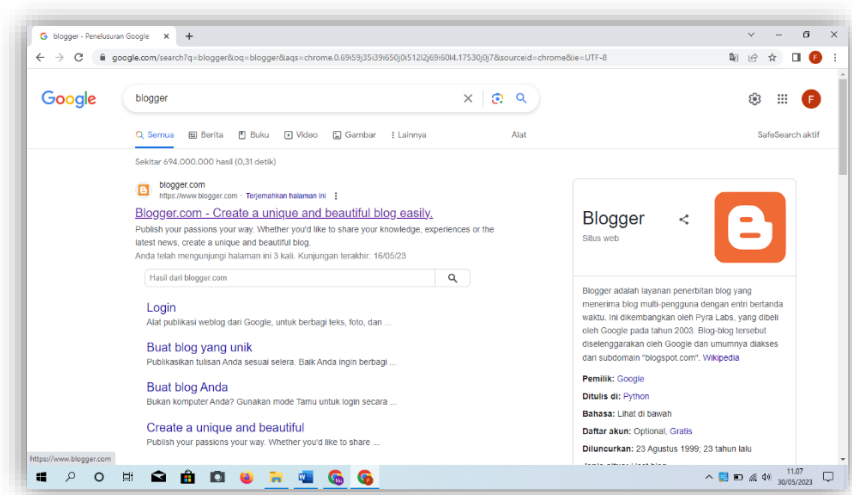 blogger - Penelusuran Google
google.com/search?q=blogger&oq=blogger&aqs=chrome.0.69i59j35i39i650j0i512l2j69i60l4.17530j0j7&sourceid=chrome&ie=UTF-8
F
Google
blogger
F
Semua Berita Buku Video Gambar Lainnya Alat SafeSearch aktif
Sekitar 694.000.000 hasil (0,31 detik)
blogger.com
https://www.blogger.com · Terjemahkan halaman ini
Blogger.com - Create a unique and beautiful blog easily.
Publish your passions your way. Whether you'd like to share your knowledge, experiences or the
latest news, create a unique and beautiful blog.
Anda telah mengunjungi halaman ini 3 kali. Kunjungan terakhir: 16/05/23
Hasil dari blogger.com
Login
Alat publikasi weblog dari Google, untuk berbagi teks, foto, dan ...
Buat blog yang unik
Publikasikan tulisan Anda sesuai selera. Baik Anda ingin berbagi ...
Buat blog Anda
Bukan komputer Anda? Gunakan mode Tamu untuk login secara ...
Create a unique and beautiful
Publish your passions your way. Whether you'd like to share ...
Blogger
Situs web
Blogger adalah layanan penerbitan blog yang
menerima blog multi-pengguna dengan entri bertanda
waktu. Ini dikembangkan oleh Pyra Labs, yang dibeli
oleh Google pada tahun 2003. Blog-blog tersebut
diselenggarakan oleh Google dan umumnya diakses
dari subdomain "blogspot.com". Wikipedia
Pemilik: Google
Ditulis di: Python
Bahasa: Lihat di bawah
Daftar akun: Optional, Gratis
Diluncurkan: 23 Agustus 1999; 23 tahun lalu
https://www.blogger.com
11.07
30/05/2023